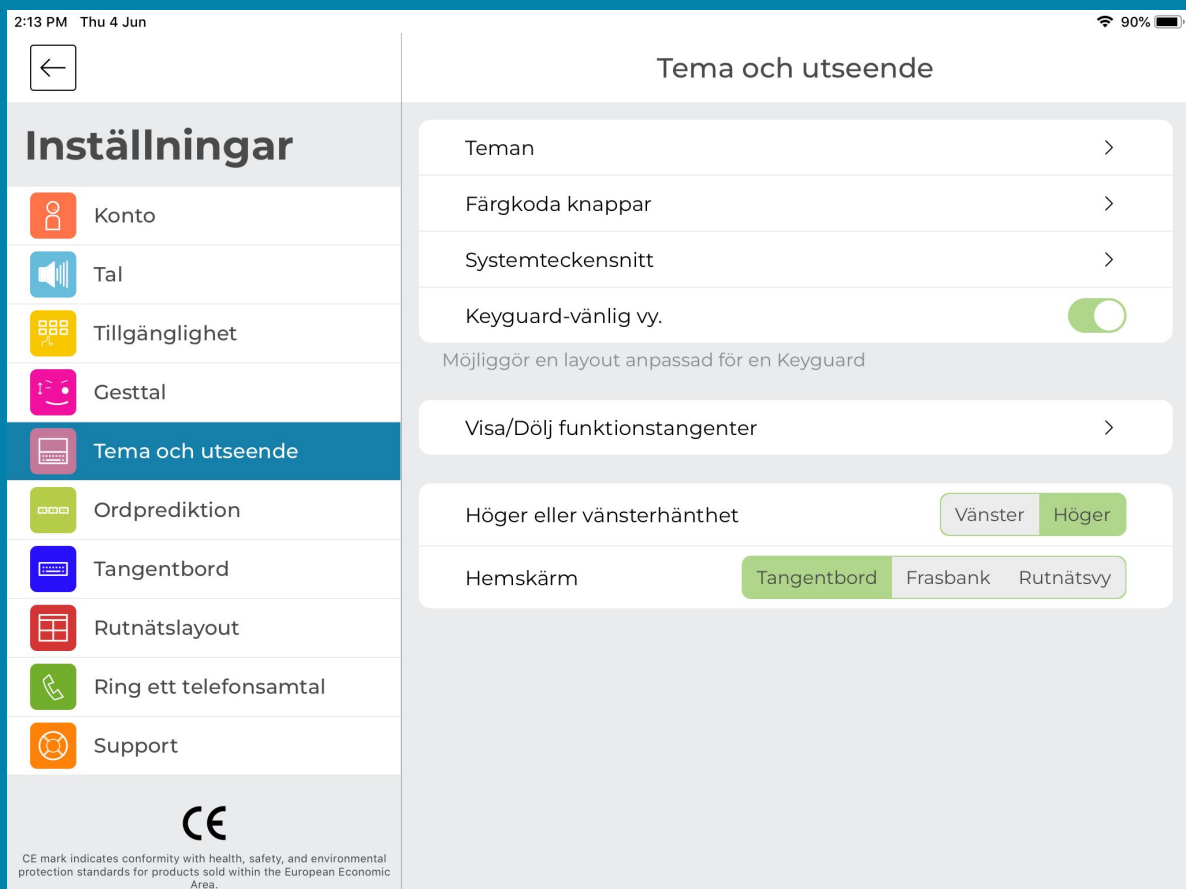 2:13 PM Thu 4 Jun
90%
Tema och utseende
Inställningar
Konto
Tal
Tillgänglighet
Gesttal
Tema och utseende
Ordprediktion
Tangentbord
Rutnätslayout
Ring ett telefonsamtal
Support
CE
CE mark indicates conformity with health, safety, and environmental
protection standards for products sold within the European Economic
Area.
Teman
Färgkoda knappar
Systemteckensnitt
Keyguard-vänlig vy.
Möjliggör en layout anpassad för en Keyguard
Visa/Dölj funktionstangenter
Höger eller vänsterhänthet Vänster Höger
Hemskärm Tangentbord Frasbank Rutnätsvy